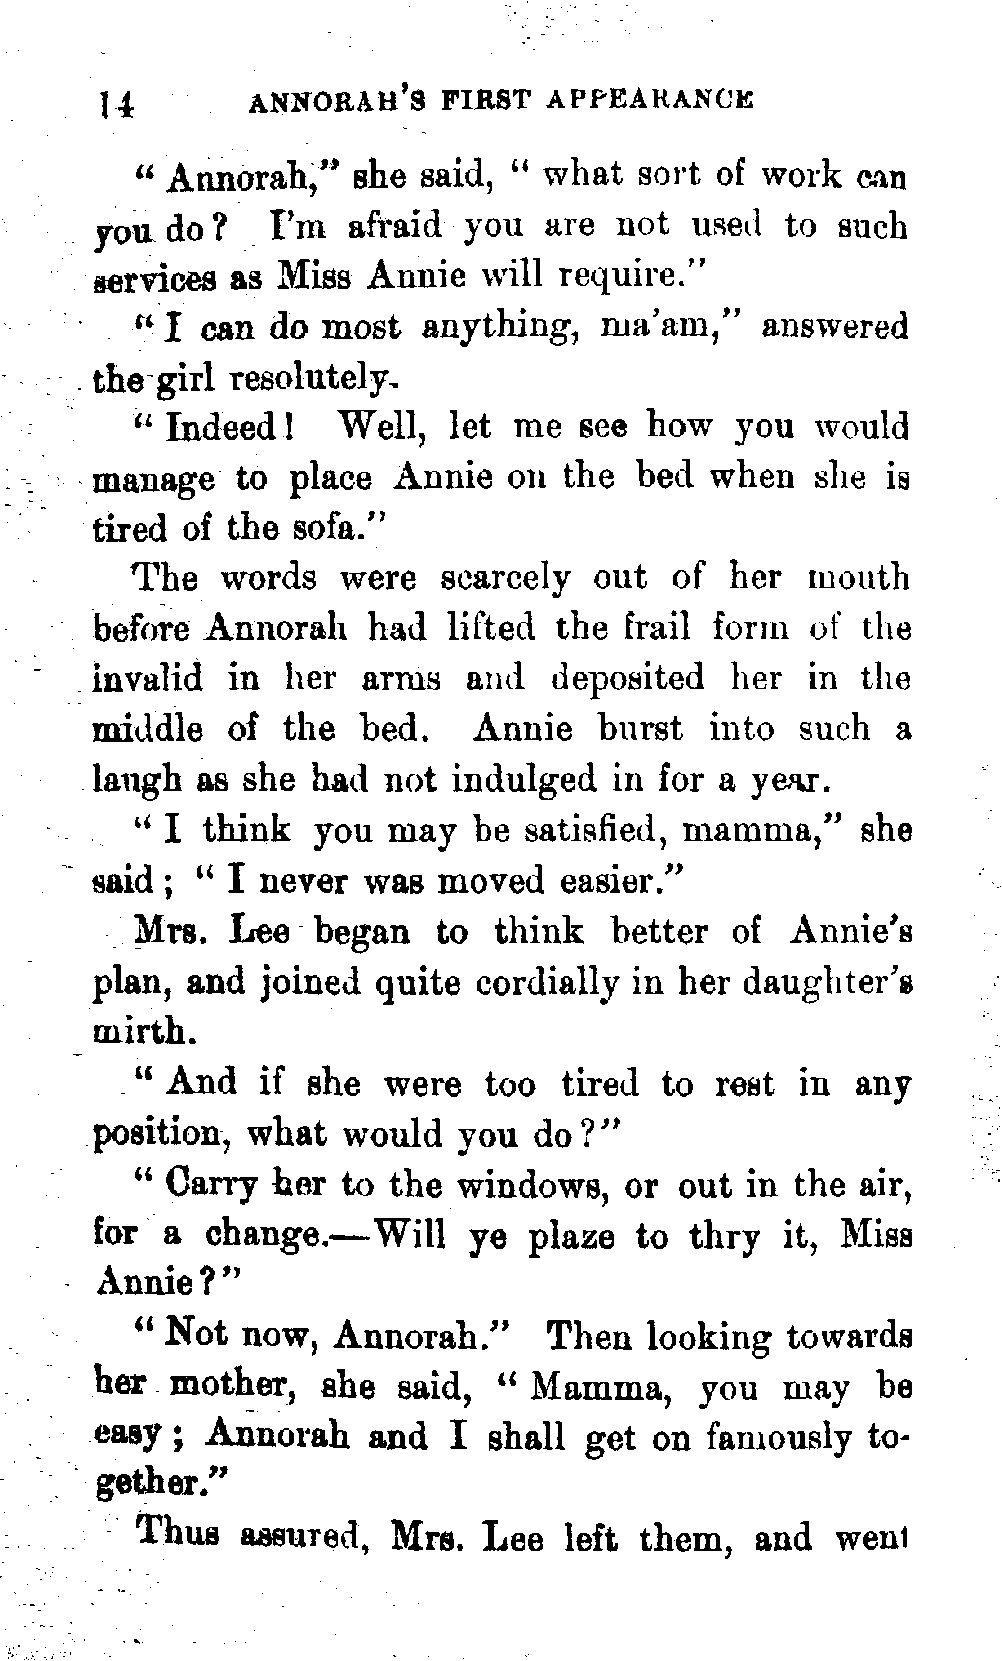 14 ANNORAH'S FIRST APPEARANCE
" Annorah," she said, " what sort of work can
you do? I'm afraid you are not used to such
services as Miss Annie will require."
" I can do most anything, ma'am," answered
the girl resolutely.
" Indeed! Well, let me see how you would
manage to place Annie on the bed when she is
tired of the sofa."
The words were scarcely out of her mouth
before Annorah had lifted the frail form of the
invalid in her arms and deposited her in the
middle of the bed. Annie burst into such a
laugh as she had not indulged in for a year.
" I think you may be satisfied, mamma," she
said; " I never was moved easier."
Mrs. Lee began to think better of Annie's
plan, and joined quite cordially in her daughter's
mirth.
" And if she were too tired to rest in any
position, what would you do?"
" Carry her to the windows, or out in the air,
for a change.—Will ye plaze to thry it, Miss
Annie?"
" Not now, Annorah." Then looking towards
her mother, she said, " Mamma, you may be
easy; Annorah and I shall get on famously to-
gether."
Thus assured, Mrs. Lee left them, and went